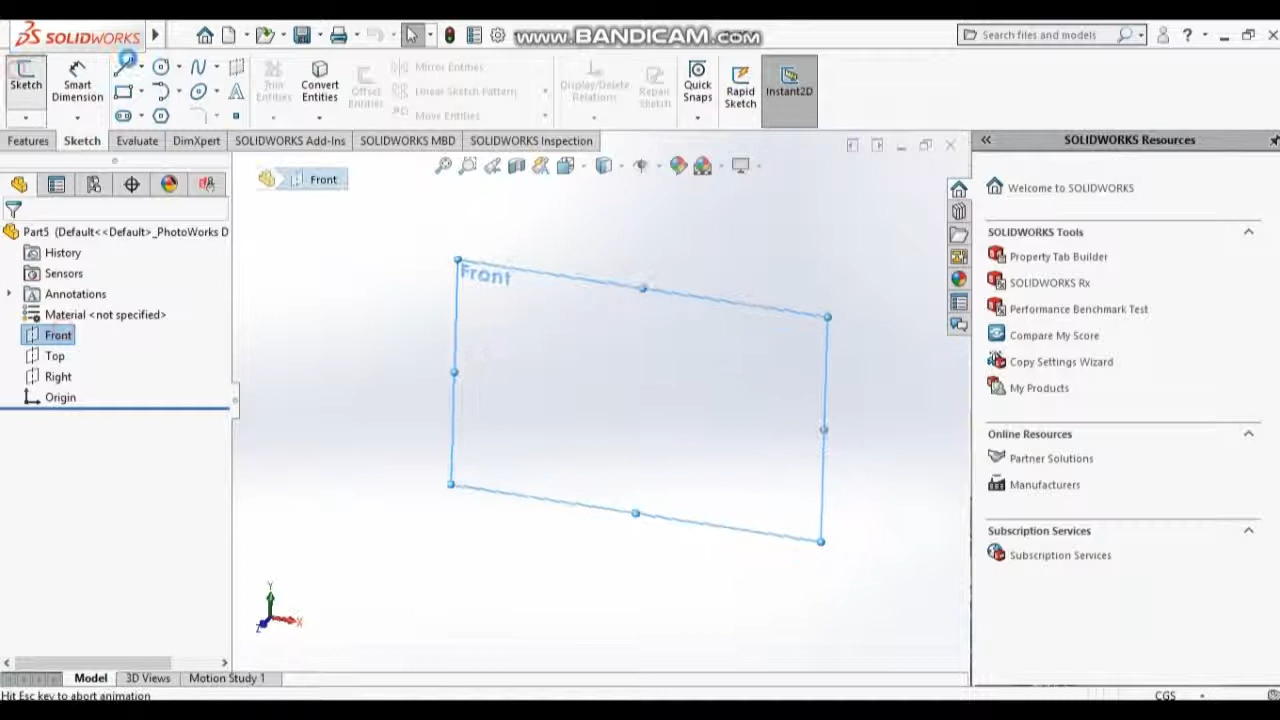 SOLIDWORKS
www.BANDICAM.com
Search files and models
Sketch
Smart Dimension
Trim Entities
Convert Entities
Offset Entities
Mirror Entities
Linear Sketch Pattern
Move Entities
Display/Delete Relations
Repair Sketch
Quick Snaps
Rapid Sketch
Instant2D
Features
Sketch
Evaluate
DimXpert
SOLIDWORKS Add-Ins
SOLIDWORKS MBD
SOLIDWORKS Inspection
Part5 (Default<<Default>_PhotoWorks D
History
Sensors
Annotations
Material <not specified>
Front
Top
Right
Origin
Front
Front
Y
X
Z
SOLIDWORKS Resources
Welcome to SOLIDWORKS
SOLIDWORKS Tools
Property Tab Builder
SOLIDWORKS Rx
Performance Benchmark Test
Compare My Score
Copy Settings Wizard
My Products
Online Resources
Partner Solutions
Manufacturers
Subscription Services
Subscription Services
Model
3D Views
Motion Study 1
Hit Esc key to abort animation
CGS